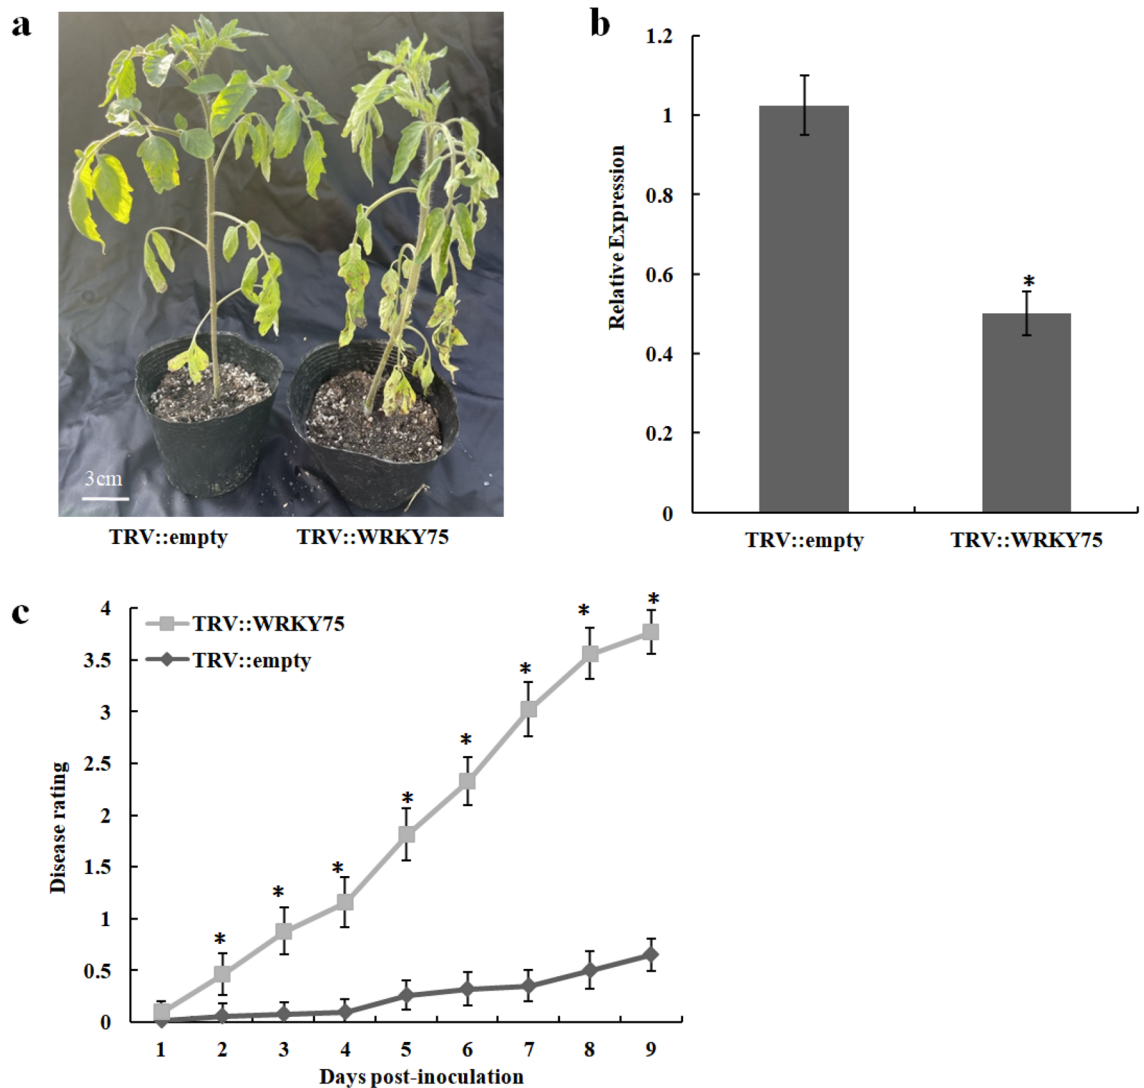 a
3cm
TRV::empty TRV::WRKY75
b
1.2
1
0.8
0.6
0.4
0.2
0
Relative Expression
*
TRV::empty TRV::WRKY75
c
4
3.5
3
2.5
2
1.5
1
0.5
0
Disease rating
TRV::WRKY75
TRV::empty
* * * * * * * *
1 2 3 4 5 6 7 8 9
Days post-inoculation